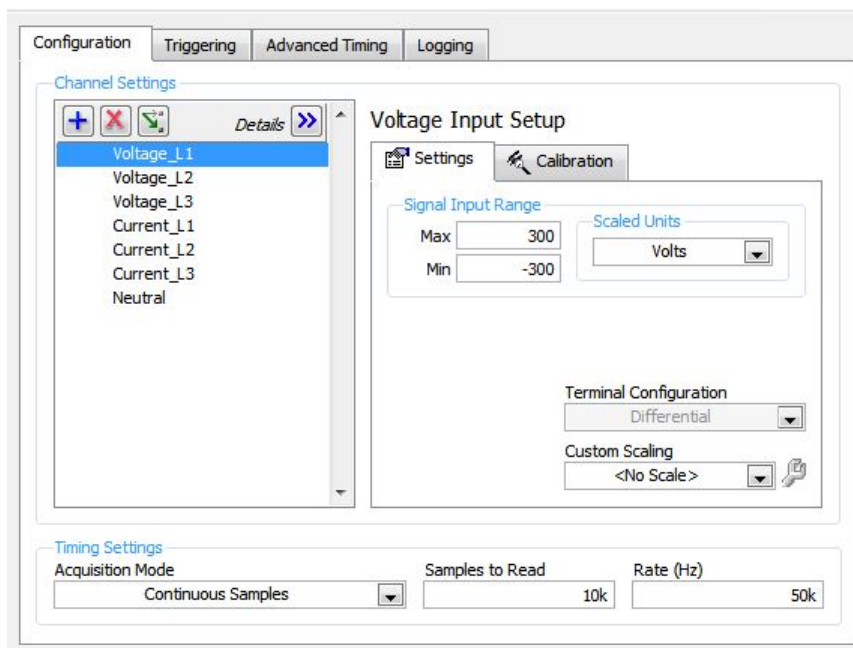 Configuration Triggering Advanced Timing Logging
Channel Settings
Details
Voltage_L1
Voltage_L2
Voltage_L3
Current_L1
Current_L2
Current_L3
Neutral
Voltage Input Setup
Settings Calibration
Signal Input Range
Max 300
Min -300
Scaled Units
Volts
Terminal Configuration
Differential
Custom Scaling
<No Scale>
Timing Settings
Acquisition Mode
Continuous Samples
Samples to Read
10k
Rate (Hz)
50k